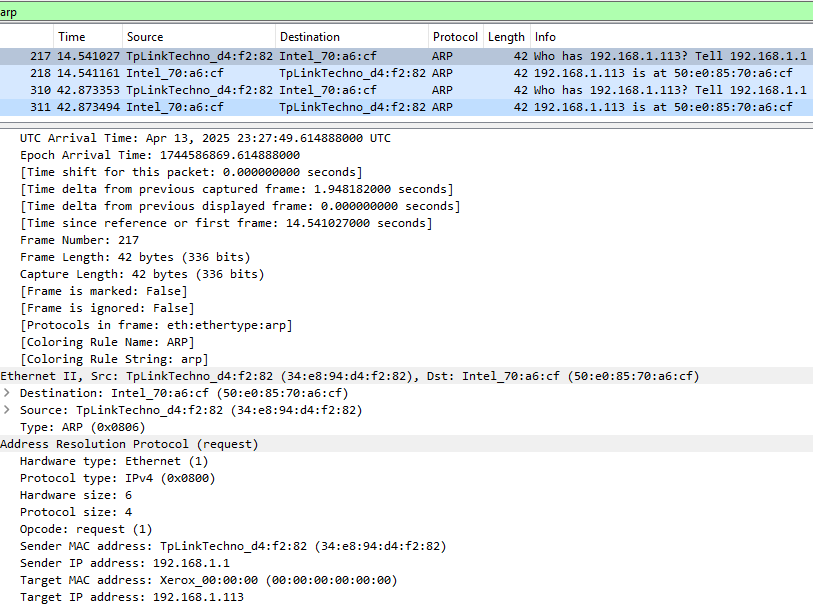 arp
Time Source Destination Protocol Length Info
217 14.541027 TpLinkTechno_d4:f2:82 Intel_70:a6:cf ARP 42 Who has 192.168.1.113? Tell 192.168.1.1
218 14.541161 Intel_70:a6:cf TpLinkTechno_d4:f2:82 ARP 42 192.168.1.113 is at 50:e0:85:70:a6:cf
310 42.873353 TpLinkTechno_d4:f2:82 Intel_70:a6:cf ARP 42 Who has 192.168.1.113? Tell 192.168.1.1
311 42.873494 Intel_70:a6:cf TpLinkTechno_d4:f2:82 ARP 42 192.168.1.113 is at 50:e0:85:70:a6:cf
UTC Arrival Time: Apr 13, 2025 23:27:49.614888000 UTC
Epoch Arrival Time: 1744586869.614888000
[Time shift for this packet: 0.000000000 seconds]
[Time delta from previous captured frame: 1.948182000 seconds]
[Time delta from previous displayed frame: 0.000000000 seconds]
[Time since reference or first frame: 14.541027000 seconds]
Frame Number: 217
Frame Length: 42 bytes (336 bits)
Capture Length: 42 bytes (336 bits)
[Frame is marked: False]
[Frame is ignored: False]
[Protocols in frame: eth:ethertype:arp]
[Coloring Rule Name: ARP]
[Coloring Rule String: arp]
Ethernet II, Src: TpLinkTechno_d4:f2:82 (34:e8:94:d4:f2:82), Dst: Intel_70:a6:cf (50:e0:85:70:a6:cf)
Destination: Intel_70:a6:cf (50:e0:85:70:a6:cf)
Source: TpLinkTechno_d4:f2:82 (34:e8:94:d4:f2:82)
Type: ARP (0x0806)
Address Resolution Protocol (request)
Hardware type: Ethernet (1)
Protocol type: IPv4 (0x0800)
Hardware size: 6
Protocol size: 4
Opcode: request (1)
Sender MAC address: TpLinkTechno_d4:f2:82 (34:e8:94:d4:f2:82)
Sender IP address: 192.168.1.1
Target MAC address: Xerox_00:00:00 (00:00:00:00:00:00)
Target IP address: 192.168.1.113